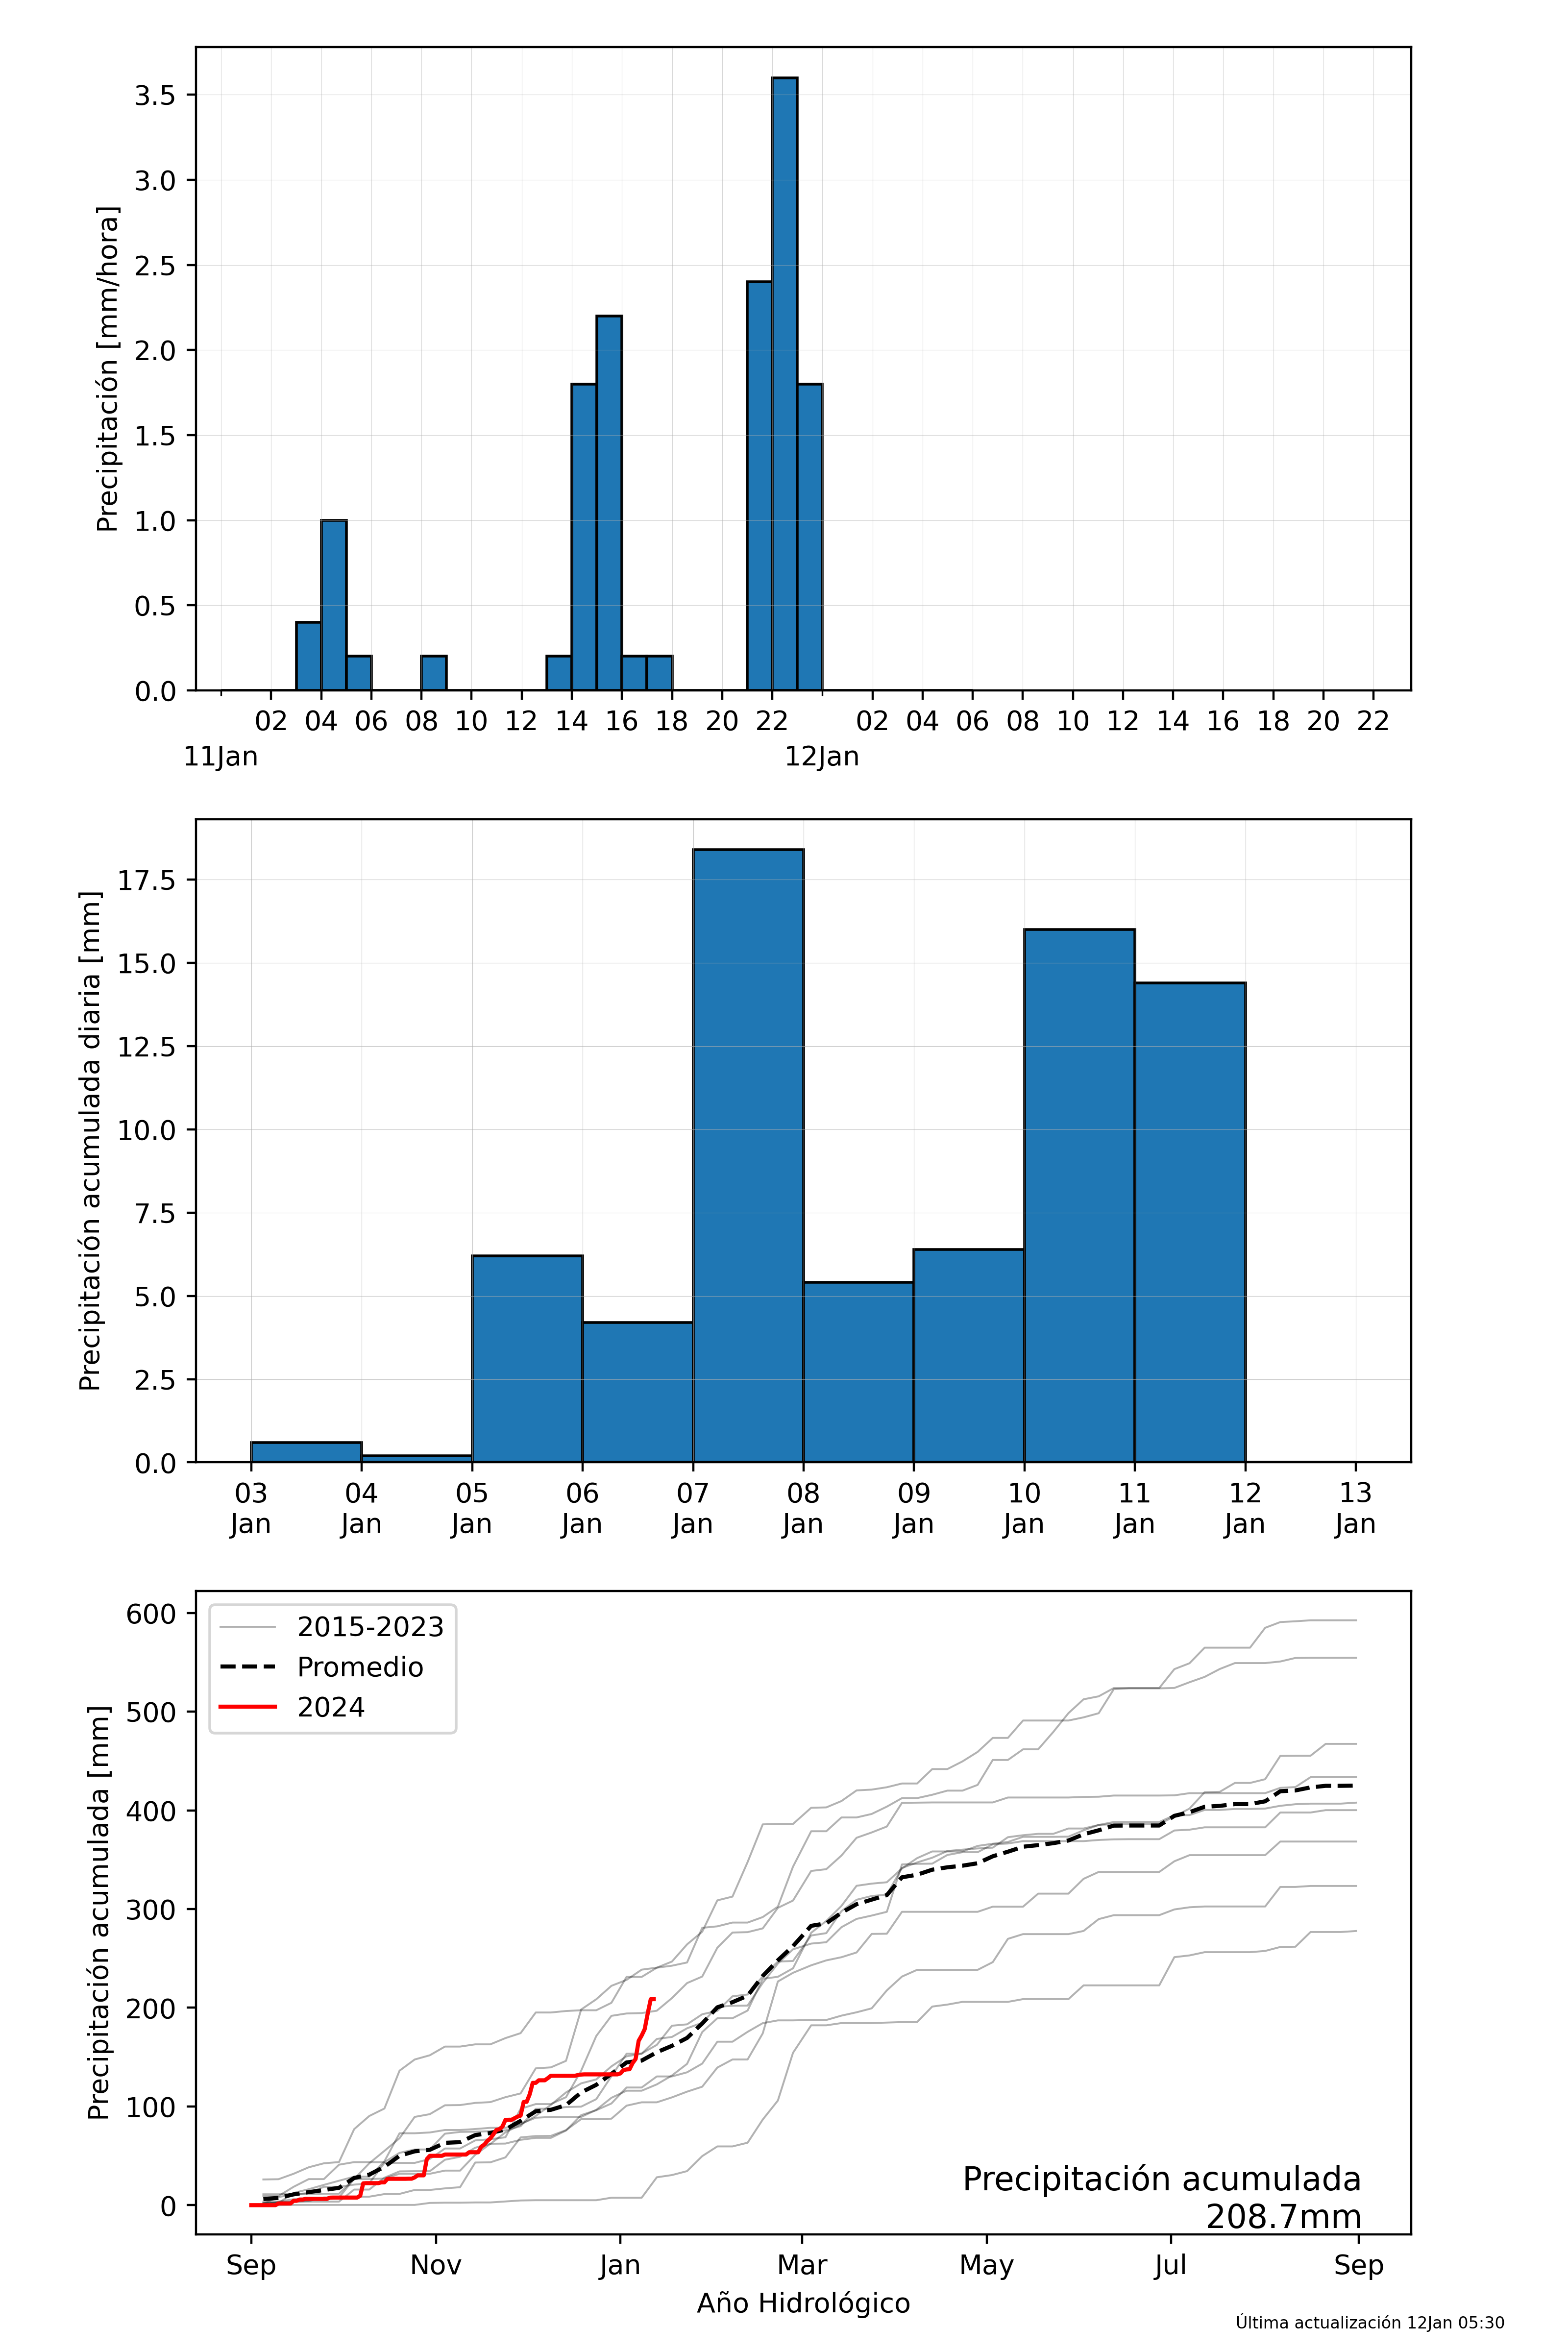 Precipitación [mm/hora]
3.5
3.0
2.5
2.0
1.5
1.0
0.5
0.0
02 04 06 08 10 12 14 16 18 20 22 02 04 06 08 10 12 14 16 18 20 22
11Jan 12Jan
Precipitación acumulada diaria [mm]
17.5
15.0
12.5
10.0
7.5
5.0
2.5
0.0
03 04 05 06 07 08 09 10 11 12 13
Jan Jan Jan Jan Jan Jan Jan Jan Jan Jan Jan
Precipitación acumulada [mm]
600
500
400
300
200
100
0
2015-2023
Promedio
2024
Precipitación acumulada
208.7mm
Sep Nov Jan Mar May Jul Sep
Año Hidrológico
Última actualización 12Jan 05:30